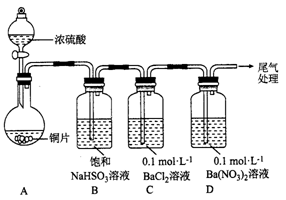 浓硫酸
尾气
处理
铜片
饱和
NaHSO₃溶液
0.1 mol·L⁻¹
BaCl₂溶液
0.1 mol·L⁻¹
Ba(NO₃)₂溶液
A
B
C
D